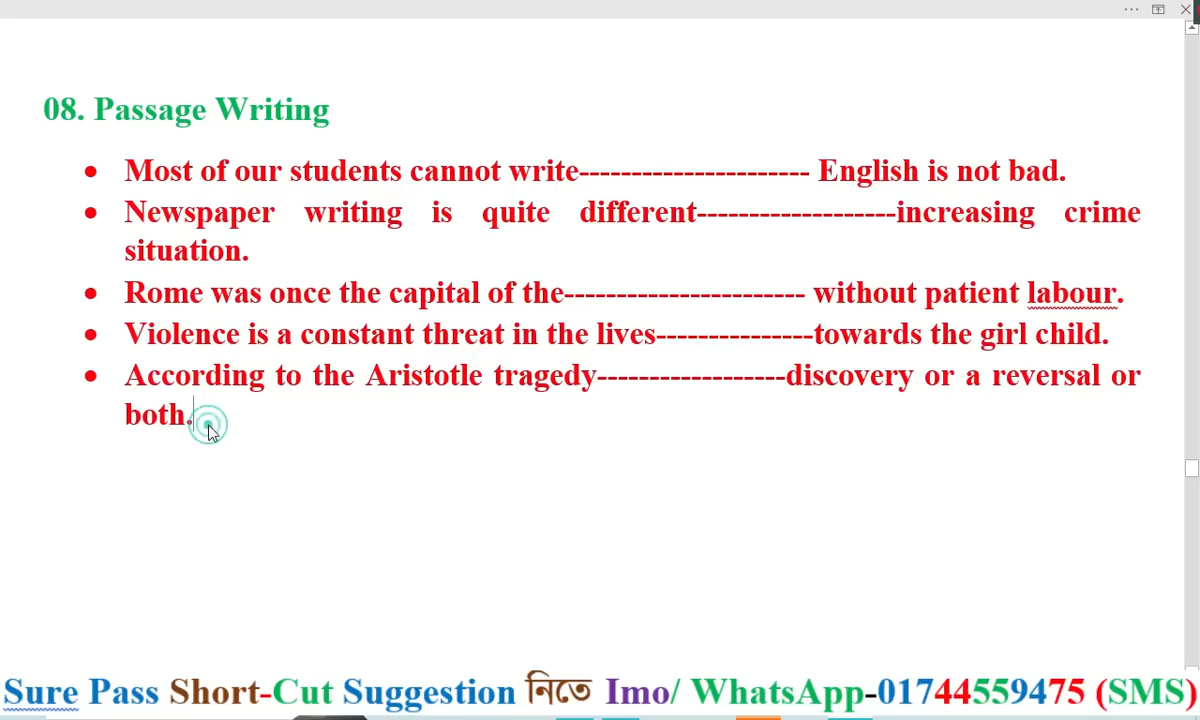 08. Passage Writing
• Most of our students cannot write---------------------- English is not bad.
• Newspaper writing is quite different-------------------increasing crime
situation.
• Rome was once the capital of the----------------------- without patient labour.
• Violence is a constant threat in the lives---------------towards the girl child.
• According to the Aristotle tragedy------------------discovery or a reversal or
both.
Sure Pass Short-Cut Suggestion নিতে Imo/ WhatsApp-01744559475 (SMS)